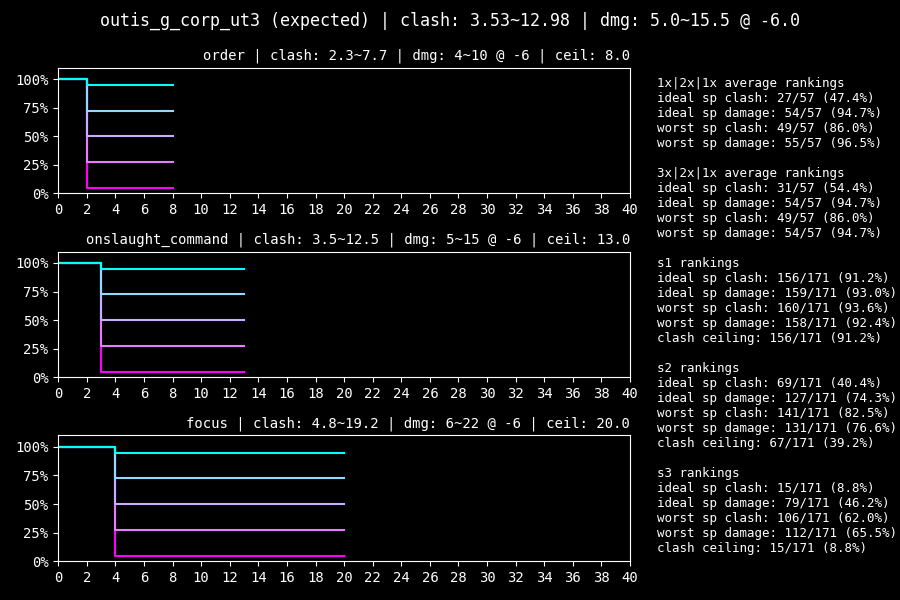 outis_g_corp_ut3 (expected) | clash: 3.53~12.98 | dmg: 5.0~15.5 @ -6.0
order | clash: 2.3~7.7 | dmg: 4~10 @ -6 | ceil: 8.0
100%
75%
50%
25%
0%
0 2 4 6 8 10 12 14 16 18 20 22 24 26 28 30 32 34 36 38 40
onslaught_command | clash: 3.5~12.5 | dmg: 5~15 @ -6 | ceil: 13.0
100%
75%
50%
25%
0%
0 2 4 6 8 10 12 14 16 18 20 22 24 26 28 30 32 34 36 38 40
focus | clash: 4.8~19.2 | dmg: 6~22 @ -6 | ceil: 20.0
100%
75%
50%
25%
0%
0 2 4 6 8 10 12 14 16 18 20 22 24 26 28 30 32 34 36 38 40
1x|2x|1x average rankings
ideal sp clash: 27/57 (47.4%)
ideal sp damage: 54/57 (94.7%)
worst sp clash: 49/57 (86.0%)
worst sp damage: 55/57 (96.5%)
3x|2x|1x average rankings
ideal sp clash: 31/57 (54.4%)
ideal sp damage: 54/57 (94.7%)
worst sp clash: 49/57 (86.0%)
worst sp damage: 54/57 (94.7%)
s1 rankings
ideal sp clash: 156/171 (91.2%)
ideal sp damage: 159/171 (93.0%)
worst sp clash: 160/171 (93.6%)
worst sp damage: 158/171 (92.4%)
clash ceiling: 156/171 (91.2%)
s2 rankings
ideal sp clash: 69/171 (40.4%)
ideal sp damage: 127/171 (74.3%)
worst sp clash: 141/171 (82.5%)
worst sp damage: 131/171 (76.6%)
clash ceiling: 67/171 (39.2%)
s3 rankings
ideal sp clash: 15/171 (8.8%)
ideal sp damage: 79/171 (46.2%)
worst sp clash: 106/171 (62.0%)
worst sp damage: 112/171 (65.5%)
clash ceiling: 15/171 (8.8%)